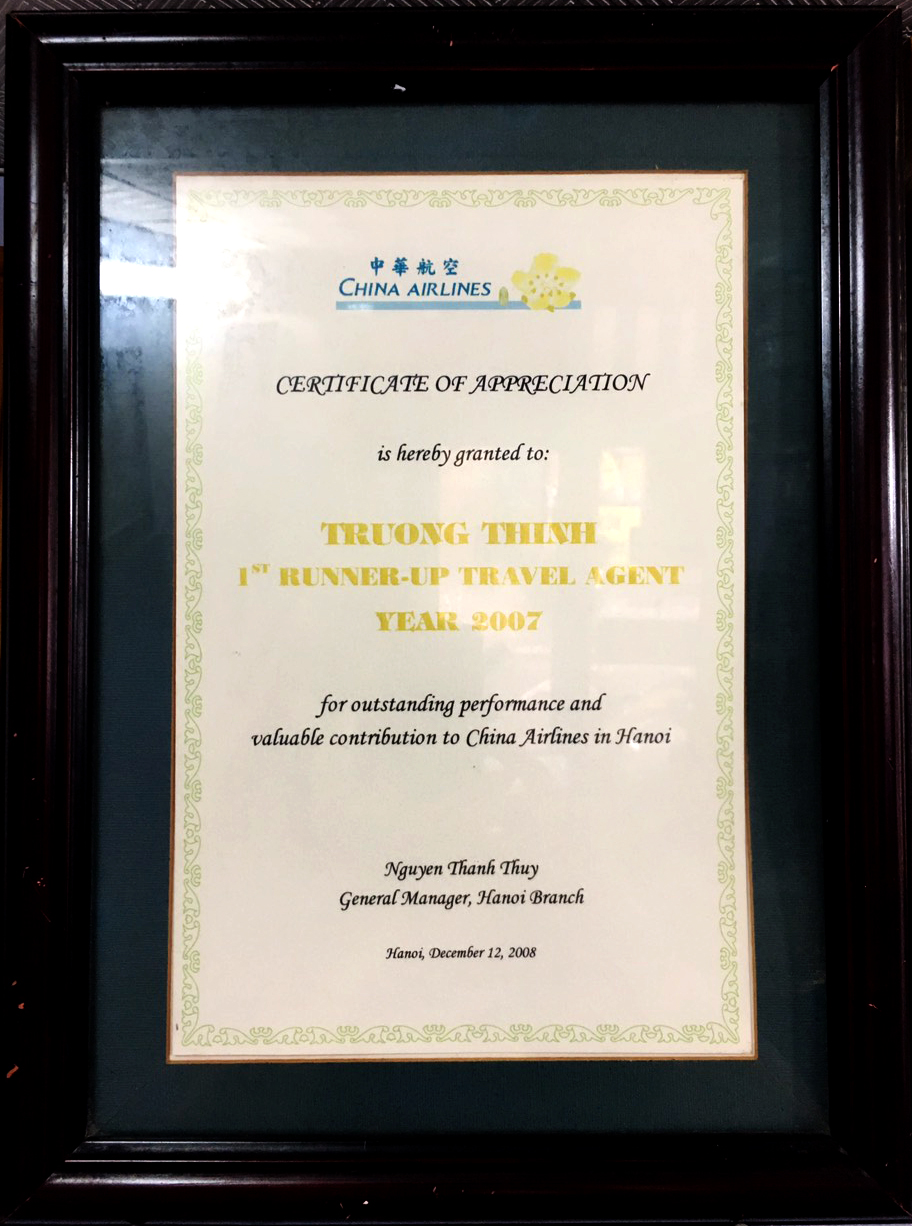 中華航空
CHINA AIRLINES
CERTIFICATE OF APPRECIATION
is hereby granted to:
TRUONG THINH
1ST RUNNER-UP TRAVEL AGENT
YEAR 2007
for outstanding performance and
valuable contribution to China Airlines in Hanoi
Nguyen Thanh Thuy
General Manager, Hanoi Branch
Hanoi, December 12, 2008